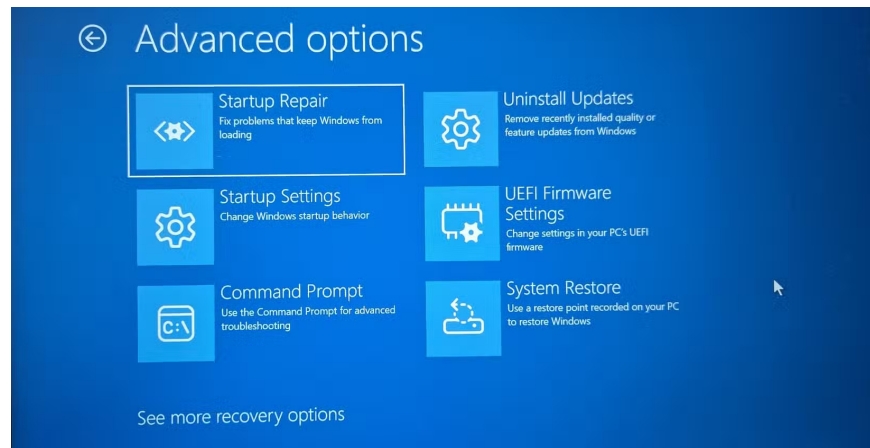 Advanced options
Startup Repair
Fix problems that keep Windows from
loading
Uninstall Updates
Remove recently installed quality or
feature updates from Windows
Startup Settings
Change Windows startup behavior
UEFI Firmware
Settings
Change settings in your PC's UEFI
firmware
Command Prompt
Use the Command Prompt for advanced
troubleshooting
C:\
System Restore
Use a restore point recorded on your PC
to restore Windows
See more recovery options